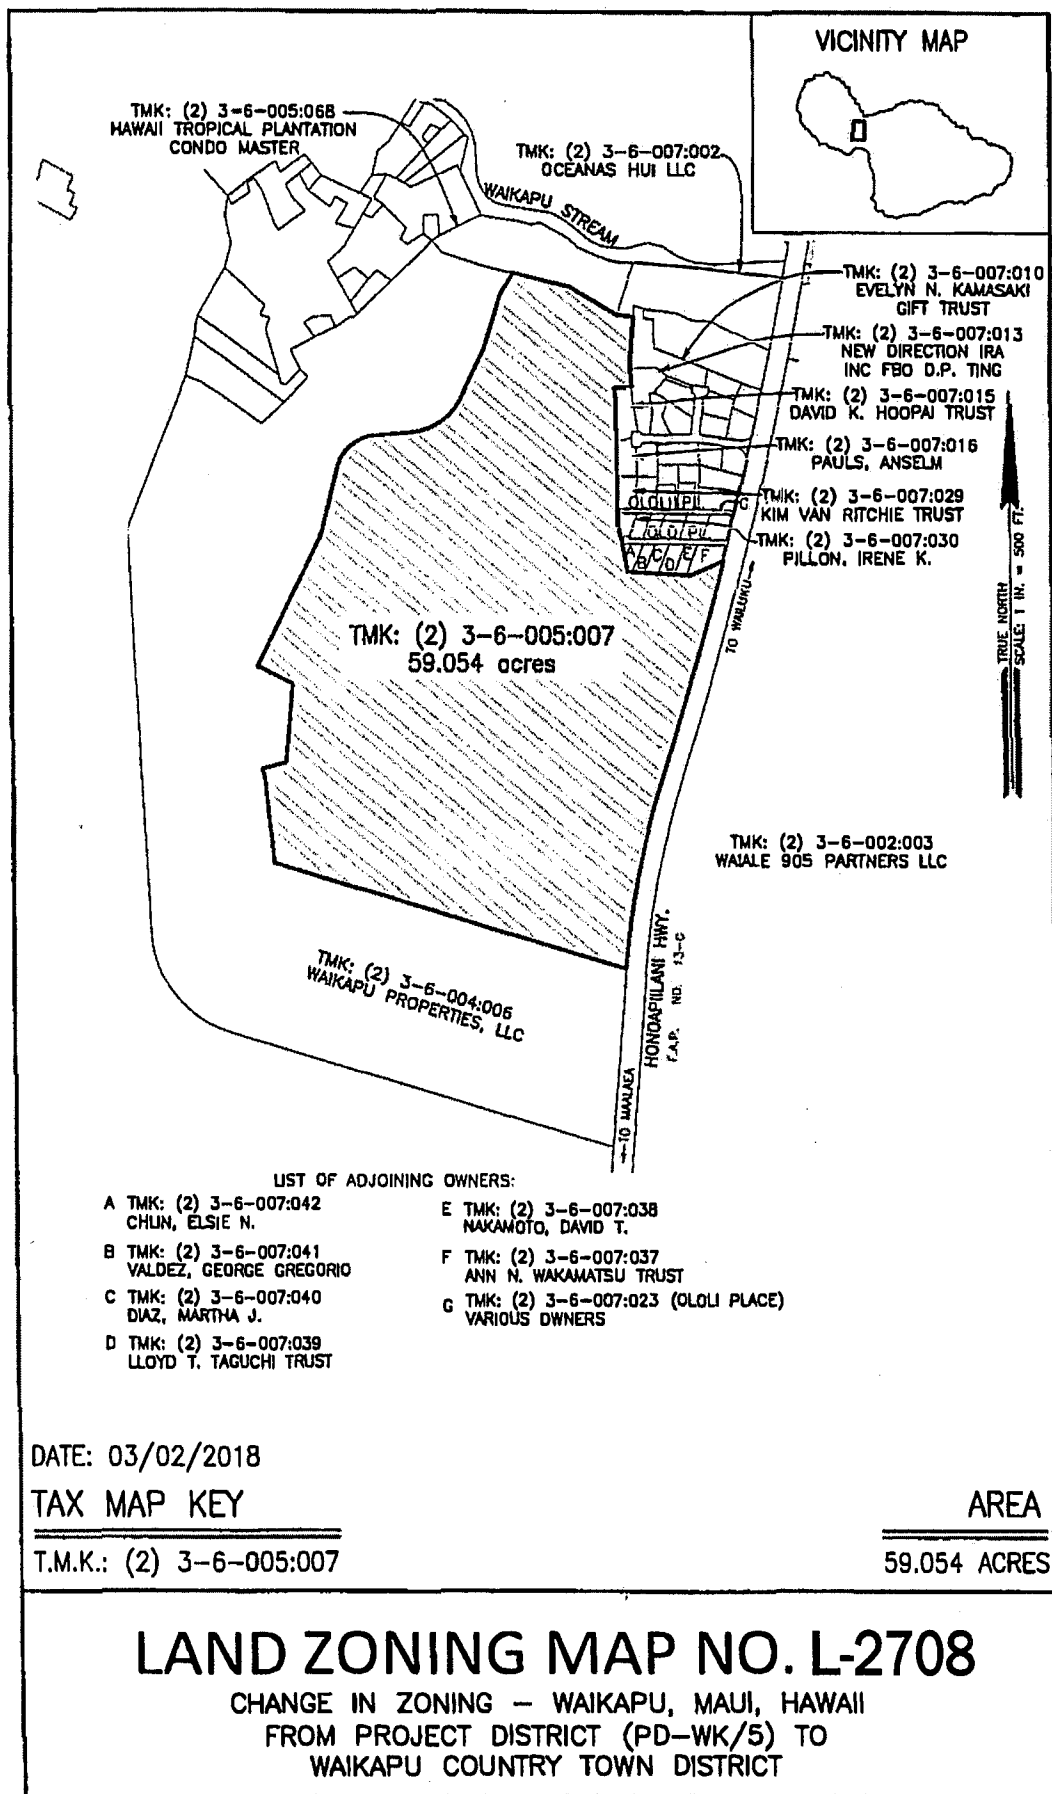 VICINITY MAP
TMK: (2) 3-6-005:068
HAWAII TROPICAL PLANTATION
CONDO MASTER
TMK: (2) 3-6-007:002
OCEANAS HUI LLC
WAIKAPU STREAM
TMK: (2) 3-6-007:010
EVELYN N. KAMASAKI
GIFT TRUST
TMK: (2) 3-6-007:013
NEW DIRECTION IRA
INC FBO D.P. TING
TMK: (2) 3-6-007:015
DAVID K. HOOPAI TRUST
TMK: (2) 3-6-007:016
PAULS, ANSELM
TMK: (2) 3-6-007:029
KIM VAN RITCHIE TRUST
TMK: (2) 3-6-007:030
PILLON, IRENE K.
G
A B C D E F
TO WAILUKU
TRUE NORTH
SCALE: 1 IN. = 500 FT.
TMK: (2) 3-6-005:007
59.054 acres
TMK: (2) 3-6-002:003
WAIALE 905 PARTNERS LLC
TMK: (2) 3-6-004:006
WAIKAPU PROPERTIES, LLC
HONOAPIILANI HWY.
F.A.P. NO. 13-G
TO MAALAEA
LIST OF ADJOINING OWNERS:
A TMK: (2) 3-6-007:042
CHUN, ELSIE N.
B TMK: (2) 3-6-007:041
VALDEZ, GEORGE GREGORIO
C TMK: (2) 3-6-007:040
DIAZ, MARTHA J.
D TMK: (2) 3-6-007:039
LLOYD T. TAGUCHI TRUST
E TMK: (2) 3-6-007:038
NAKAMOTO, DAVID T.
F TMK: (2) 3-6-007:037
ANN N. WAKAMATSU TRUST
G TMK: (2) 3-6-007:023 (OLOLI PLACE)
VARIOUS OWNERS
DATE: 03/02/2018
TAX MAP KEY
T.M.K.: (2) 3-6-005:007
AREA
59.054 ACRES
LAND ZONING MAP NO. L-2708
CHANGE IN ZONING – WAIKAPU, MAUI, HAWAII
FROM PROJECT DISTRICT (PD-WK/5) TO
WAIKAPU COUNTRY TOWN DISTRICT